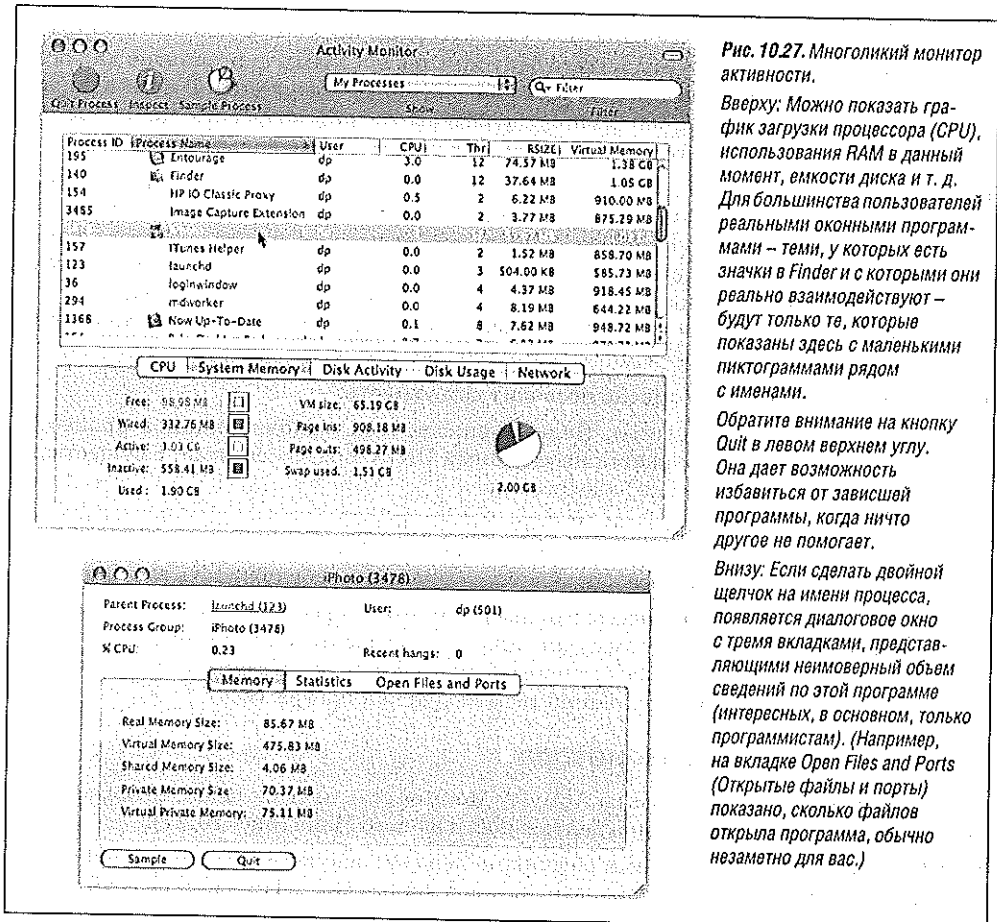 Activity Monitor
My Processes
Q- Filter
Quit Process Inspect Sample Process
Show
Filter
Process ID Process Name User CPU Thr RSIZE Virtual Memory
195 Entourage dp 3.0 12 74.57 MB 1.38 GB
140 Finder dp 0.0 12 37.64 MB 1.05 GB
154 HP IO Classic Proxy dp 0.5 2 6.22 MB 910.00 MB
3485 Image Capture Extension dp 0.0 2 3.77 MB 875.29 MB
157 iTunes Helper dp 0.0 2 1.52 MB 858.70 MB
123 launchd dp 0.0 3 504.00 KB 585.73 MB
36 loginwindow dp 0.0 4 4.37 MB 918.45 MB
294 mdworker dp 0.0 4 8.19 MB 644.22 MB
1368 Now Up-To-Date dp 0.1 8 7.62 MB 948.72 MB
CPU System Memory Disk Activity Disk Usage Network
Free: 98.98 MB VM size: 65.19 GB
Wired: 332.76 MB Page ins: 908.18 MB
Active: 1.03 GB Page outs: 498.27 MB
Inactive: 558.41 MB Swap used: 1.51 GB
Used: 1.90 GB 2.00 GB
iPhoto (3478)
Parent Process: launchd (123) User: dp (501)
Process Group: iPhoto (3478)
% CPU: 0.23 Recent hangs: 0
Memory Statistics Open Files and Ports
Real Memory Size: 85.67 MB
Virtual Memory Size: 475.83 MB
Shared Memory Size: 4.06 MB
Private Memory Size 70.37 MB
Virtual Private Memory: 75.11 MB
Sample Quit
Рис. 10.27. Многоликий монитор
активности.
Вверху: Можно показать гра-
фик загрузки процессора (CPU),
использования RAM в данный
момент, емкости диска и т. д.
Для большинства пользователей
реальными оконными програм-
мами – теми, у которых есть
значки в Finder и с которыми они
реально взаимодействуют –
будут только те, которые
показаны здесь с маленькими
пиктограммами рядом
с именами.
Обратите внимание на кнопку
Quit в левом верхнем углу.
Она дает возможность
избавиться от зависшей
программы, когда ничто
другое не помогает.
Внизу: Если сделать двойной
щелчок на имени процесса,
появляется диалоговое окно
с тремя вкладками, представ-
ляющими неимоверный объем
сведений по этой программе
(интересных, в основном, только
программистам). (Например,
на вкладке Open Files and Ports
(Открытые файлы и порты)
показано, сколько файлов
открыла программа, обычно
незаметно для вас.)